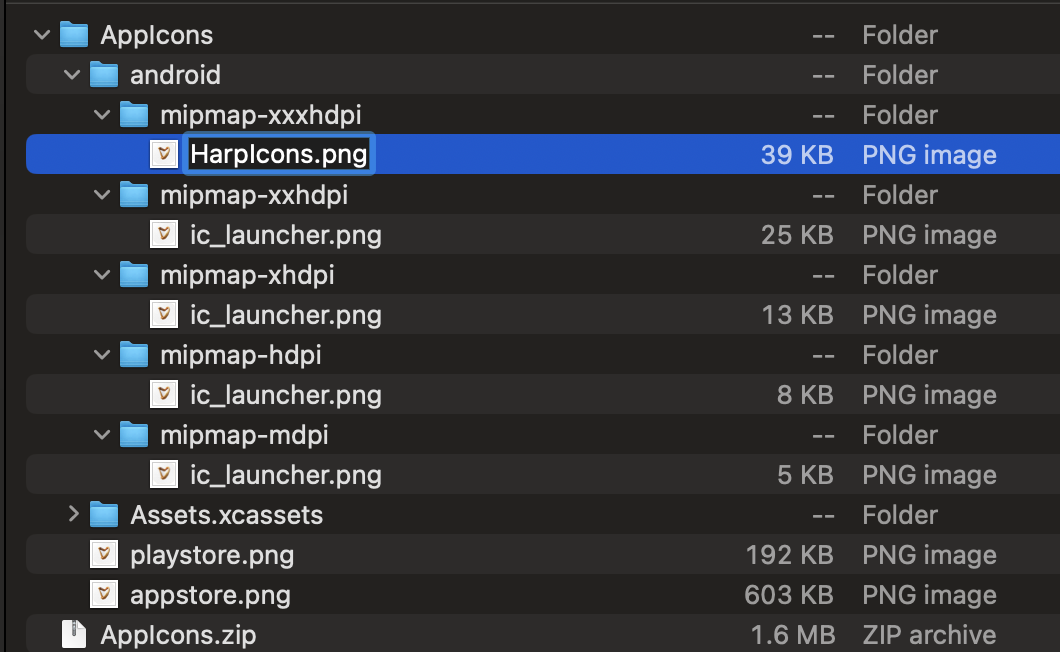 AppIcons -- Folder
android -- Folder
mipmap-xxxhdpi -- Folder
HarpIcons.png 39 KB PNG image
mipmap-xxhdpi -- Folder
ic_launcher.png 25 KB PNG image
mipmap-xhdpi -- Folder
ic_launcher.png 13 KB PNG image
mipmap-hdpi -- Folder
ic_launcher.png 8 KB PNG image
mipmap-mdpi -- Folder
ic_launcher.png 5 KB PNG image
Assets.xcassets -- Folder
playstore.png 192 KB PNG image
appstore.png 603 KB PNG image
AppIcons.zip 1.6 MB ZIP archive